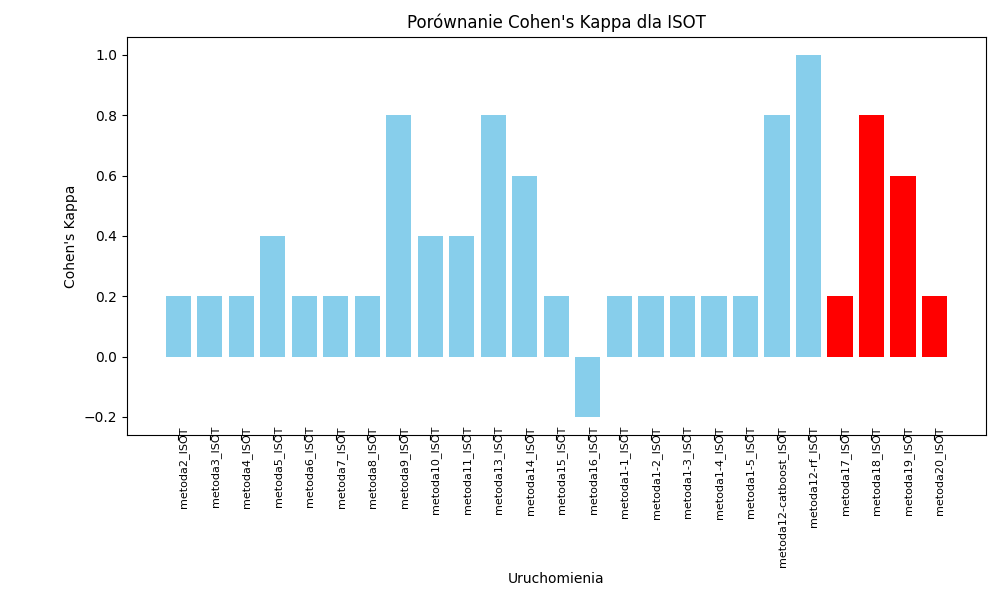 Porównanie Cohen's Kappa dla ISOT
Cohen's Kappa
1.0
0.8
0.6
0.4
0.2
0.0
−0.2
metoda2_ISOT
metoda3_ISOT
metoda4_ISOT
metoda5_ISOT
metoda6_ISOT
metoda7_ISOT
metoda8_ISOT
metoda9_ISOT
metoda10_ISOT
metoda11_ISOT
metoda13_ISOT
metoda14_ISOT
metoda15_ISOT
metoda16_ISOT
metoda1-1_ISOT
metoda1-2_ISOT
metoda1-3_ISOT
metoda1-4_ISOT
metoda1-5_ISOT
metoda12-catboost_ISOT
metoda12-rf_ISOT
metoda17_ISOT
metoda18_ISOT
metoda19_ISOT
metoda20_ISOT
Uruchomienia